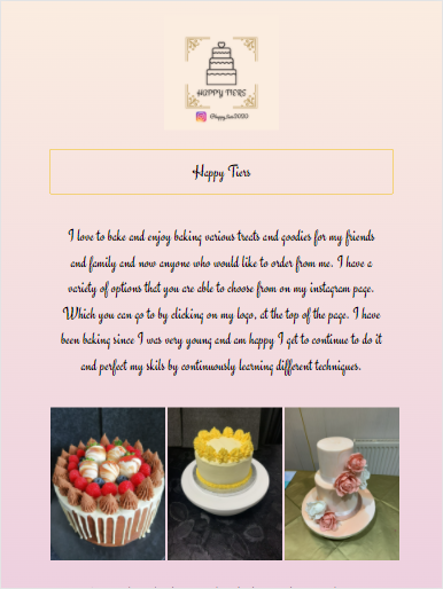 HAPPY TIERS
Happy Tiers
I love to bake and enjoy baking various treats and goodies for my friends
and family and now anyone who would like to order from me. I have a
variety of options that you are able to choose from on my instagram page.
Which you can go to by clicking on my logo, at the top of the page. I have
been baking since I was very young and am happy I get to continue to do it
and perfect my skils by continuously learning different techniques.